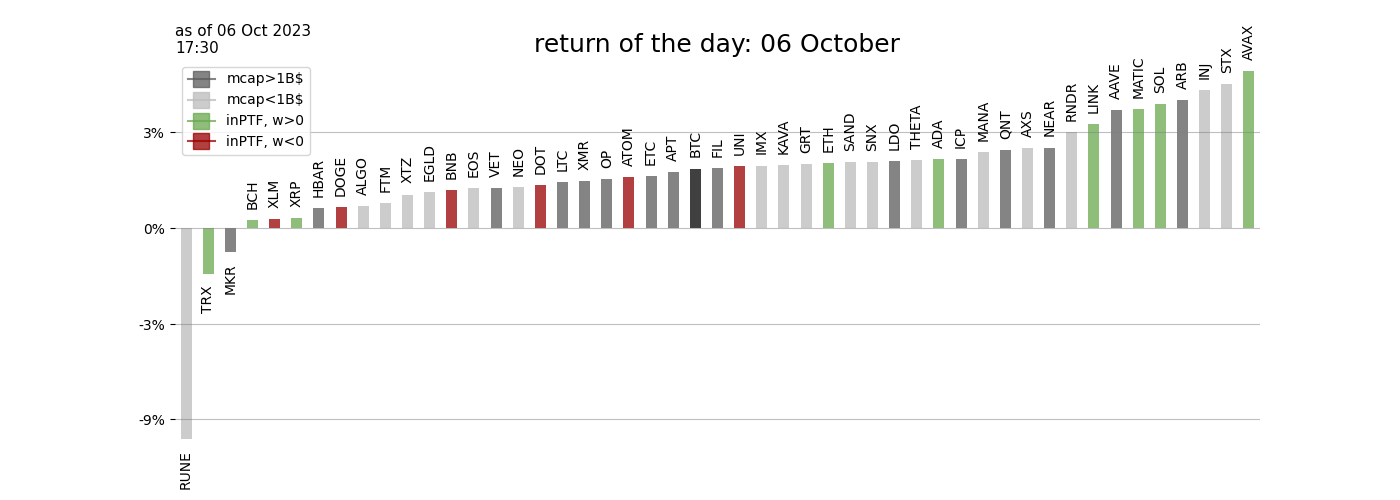 as of 06 Oct 2023
17:30
return of the day: 06 October
mcap>1B$
mcap<1B$
inPTF, w>0
inPTF, w<0
3%
0%
-3%
-9%
RUNE
TRX
MKR
BCH
XLM
XRP
HBAR
DOGE
ALGO
FTM
XTZ
EGLD
BNB
EOS
VET
NEO
DOT
LTC
XMR
OP
ATOM
ETC
APT
BTC
FIL
UNI
IMX
KAVA
GRT
ETH
SAND
SNX
LDO
THETA
ADA
ICP
MANA
QNT
AXS
NEAR
RNDR
LINK
AAVE
MATIC
SOL
ARB
INJ
STX
AVAX